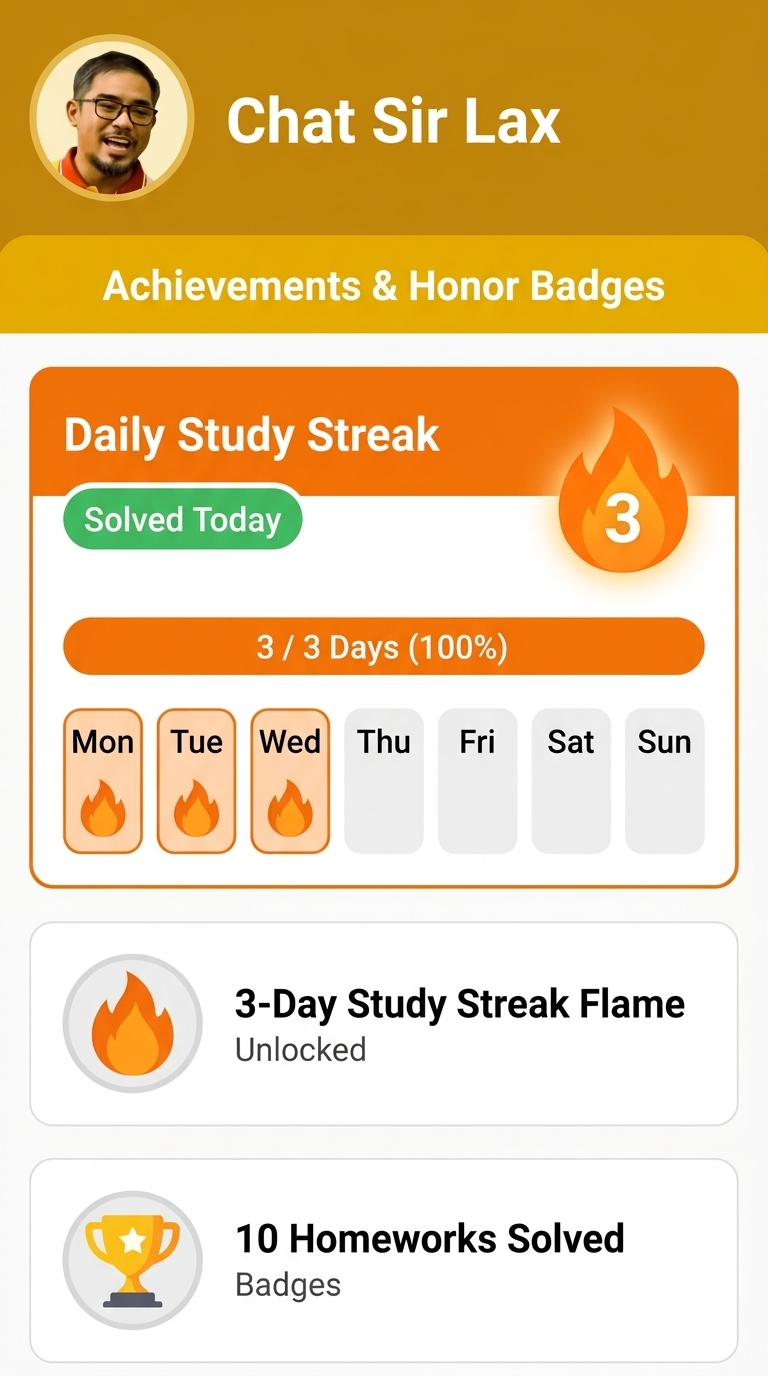 Chat Sir Lax
Achievements & Honor Badges
Daily Study Streak
3
Solved Today
3 / 3 Days (100%)
Mon Tue Wed Thu Fri Sat Sun
3-Day Study Streak Flame
Unlocked
10 Homeworks Solved
Badges